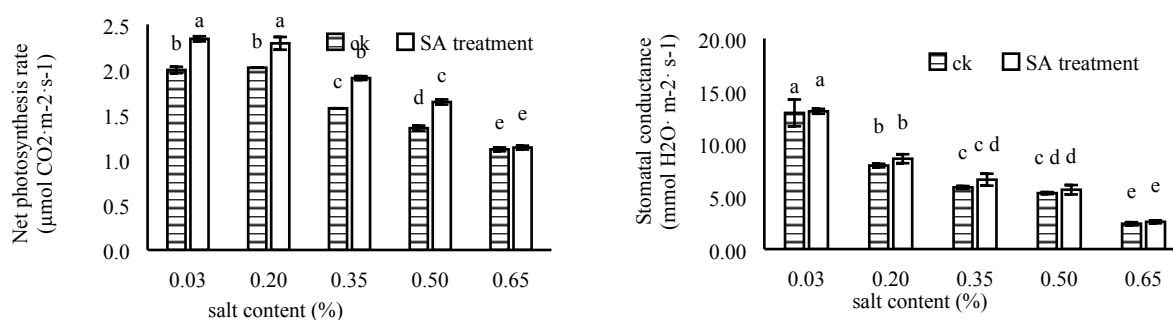 Net photosynthesis rate
(μmol CO2·m-2·s-1)
2.5
2.0
1.5
1.0
0.5
0.0
ck SA treatment
b a
b a
c b
d c
e e
0.03 0.20 0.35 0.50 0.65
salt content (%)
Stomatal conductance
(mmol H2O· m-2· s-1)
20.00
15.00
10.00
5.00
0.00
ck SA treatment
a a
b b
c c d
c d d
e e
0.03 0.20 0.35 0.50 0.65
salt content (%)